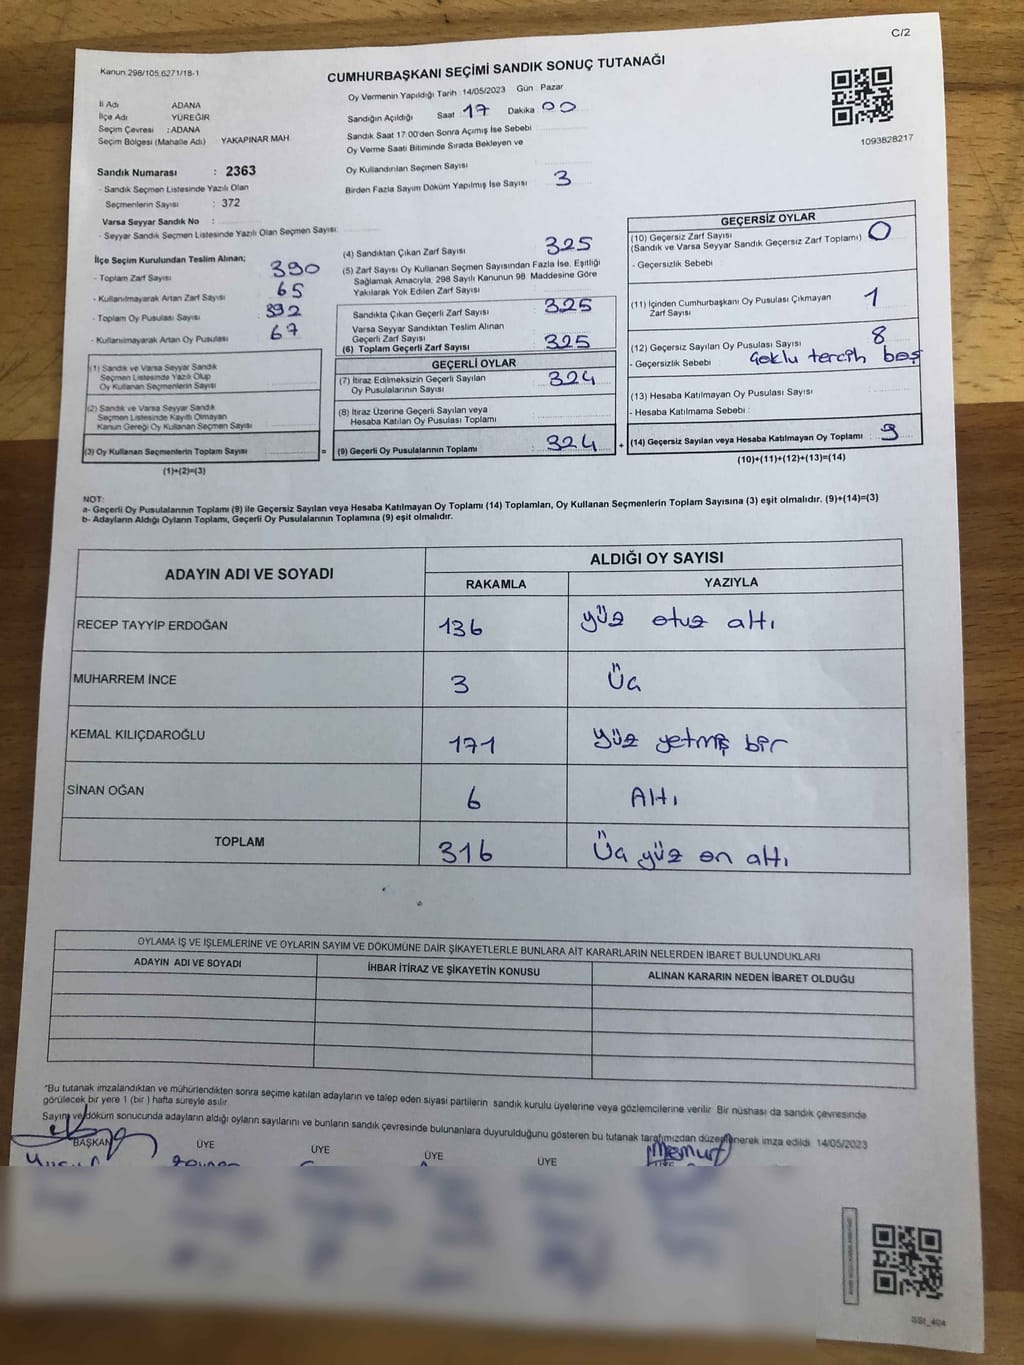 C/2
Kanun 298/105.6271/18-1
CUMHURBAŞKANI SEÇİMİ SANDIK SONUÇ TUTANAĞI
İl Adı ADANA
İlçe Adı YÜREĞİR
Seçim Çevresi : ADANA
Seçim Bölgesi (Mahalle Adı) YAKAPINAR MAH
Oy Vermenin Yapıldığı Tarih : 14/05/2023 Gün : Pazar
Sandığın Açıldığı Saat 17 Dakika 00
Sandık Saat 17:00'den Sonra Açımış İse Sebebi
Oy Verme Saati Bitiminde Sırada Bekleyen ve
Oy Kullandırılan Seçmen Sayısı
Birden Fazla Sayım Döküm Yapılmış İse Sayısı 3
1093828217
Sandık Numarası : 2363
- Sandık Seçmen Listesinde Yazılı Olan
Seçmenlerin Sayısı : 372
Varsa Seyyar Sandık No :
- Seyyar Sandık Seçmen Listesinde Yazılı Olan Seçmen Sayısı:
İlçe Seçim Kurulundan Teslim Alınan;
- Toplam Zarf Sayısı 390
- Kullanılmayarak Artan Zarf Sayısı 65
- Toplam Oy Pusulası Sayısı 392
- Kullanılmayarak Artan Oy Pusulası 67
(1) Sandık ve Varsa Seyyar Sandık
Seçmen Listesinde Yazılı Olup
Oy Kullanan Seçmenlerin Sayısı
(2) Sandık ve Varsa Seyyar Sandık
Seçmen Listesinde Kayıtlı Olmayan
Kanun Gereği Oy Kullanan Seçmen Sayısı
(3) Oy Kullanan Seçmenlerin Toplam Sayısı
(1)+(2)=(3)
(4) Sandıktan Çıkan Zarf Sayısı 325
(5) Zarf Sayısı Oy Kullanan Seçmen Sayısından Fazla İse, Eşitliği
Sağlamak Amacıyla, 298 Sayılı Kanunun 98. Maddesine Göre
Yakılarak Yok Edilen Zarf Sayısı
Sandıkta Çıkan Geçerli Zarf Sayısı 325
Varsa Seyyar Sandıktan Teslim Alınan
Geçerli Zarf Sayısı
(6) Toplam Geçerli Zarf Sayısı 325
GEÇERLİ OYLAR
(7) İtiraz Edilmeksizin Geçerli Sayılan
Oy Pusulalarının Sayısı 324
(8) İtiraz Üzerine Geçerli Sayılan veya
Hesaba Katılan Oy Pusulası Toplamı
= (9) Geçerli Oy Pusulalarının Toplamı : 324 +
GEÇERSİZ OYLAR
(10) Geçersiz Zarf Sayısı
(Sandık ve Varsa Seyyar Sandık Geçersiz Zarf Toplamı) 0
- Geçersizlik Sebebi
(11) İçinden Cumhurbaşkanı Oy Pusulası Çıkmayan
Zarf Sayısı 1
(12) Geçersiz Sayılan Oy Pusulası Sayısı 8
- Geçersizlik Sebebi Çoklu tercih boş
(13) Hesaba Katılmayan Oy Pusulası Sayısı
- Hesaba Katılmama Sebebi :
(14) Geçersiz Sayılan veya Hesaba Katılmayan Oy Toplamı 9
(10)+(11)+(12)+(13)=(14)
NOT:
a- Geçerli Oy Pusulalarının Toplamı (9) ile Geçersiz Sayılan veya Hesaba Katılmayan Oy Toplamı (14) Toplamları, Oy Kullanan Seçmenlerin Toplam Sayısına (3) eşit olmalıdır. (9)+(14)=(3)
b- Adayların Aldığı Oyların Toplamı, Geçerli Oy Pusulalarının Toplamına (9) eşit olmalıdır.
ADAYIN ADI VE SOYADI
ALDIĞI OY SAYISI
RAKAMLA YAZIYLA
RECEP TAYYİP ERDOĞAN 136 yüz otuz altı
MUHARREM İNCE 3 Üç
KEMAL KILIÇDAROĞLU 171 yüz yetmiş bir
SİNAN OĞAN 6 Altı
TOPLAM 316 Üç yüz on altı
OYLAMA İŞ VE İŞLEMLERİNE VE OYLARIN SAYIM VE DÖKÜMÜNE DAİR ŞİKAYETLERLE BUNLARA AİT KARARLARIN NELERDEN İBARET BULUNDUKLARI
ADAYIN ADI VE SOYADI İHBAR İTİRAZ VE ŞİKAYETİN KONUSU ALINAN KARARIN NEDEN İBARET OLDUĞU
*Bu tutanak imzalandıktan ve mühürlendikten sonra seçime katılan adayların ve talep eden siyasi partilerin sandık kurulu üyelerine veya gözlemcilerine verilir. Bir nüshası da sandık çevresinde
görülecek bir yere 1 (bir) hafta süreyle asılır.
Sayım ve döküm sonucunda adayların aldığı oyların sayılarını ve bunların sandık çevresinde bulunanlara duyurulduğunu gösteren bu tutanak tarafımızdan düzenlenerek imza edildi. 14/05/2023
BAŞKAN ÜYE ÜYE ÜYE ÜYE